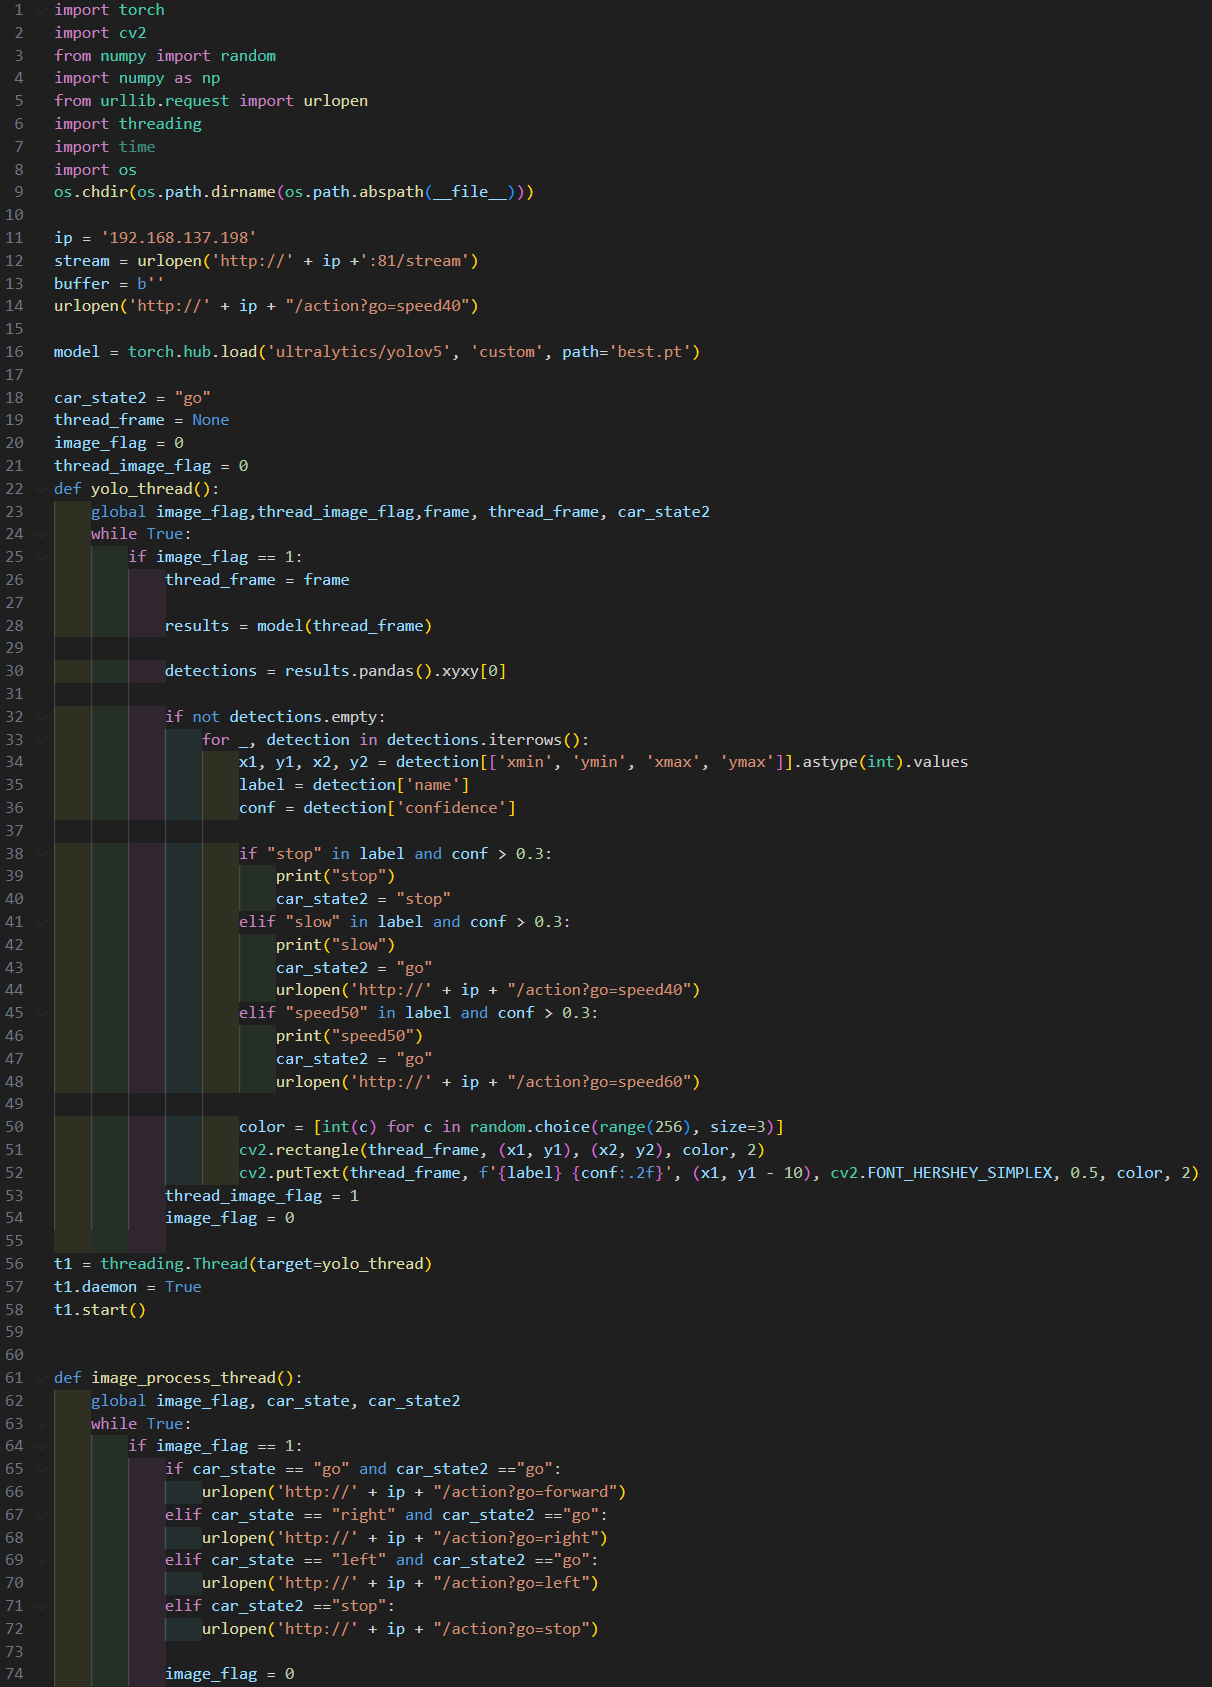 1 import torch
2 import cv2
3 from numpy import random
4 import numpy as np
5 from urllib.request import urlopen
6 import threading
7 import time
8 import os
9 os.chdir(os.path.dirname(os.path.abspath(__file__)))
10
11 ip = '192.168.137.198'
12 stream = urlopen('http://' + ip +':81/stream')
13 buffer = b''
14 urlopen('http://' + ip + "/action?go=speed40")
15
16 model = torch.hub.load('ultralytics/yolov5', 'custom', path='best.pt')
17
18 car_state2 = "go"
19 thread_frame = None
20 image_flag = 0
21 thread_image_flag = 0
22 def yolo_thread():
23     global image_flag,thread_image_flag,frame, thread_frame, car_state2
24     while True:
25         if image_flag == 1:
26             thread_frame = frame
27
28             results = model(thread_frame)
29
30             detections = results.pandas().xyxy[0]
31
32             if not detections.empty:
33                 for _, detection in detections.iterrows():
34                     x1, y1, x2, y2 = detection[['xmin', 'ymin', 'xmax', 'ymax']].astype(int).values
35                     label = detection['name']
36                     conf = detection['confidence']
37
38                     if "stop" in label and conf > 0.3:
39                         print("stop")
40                         car_state2 = "stop"
41                     elif "slow" in label and conf > 0.3:
42                         print("slow")
43                         car_state2 = "go"
44                         urlopen('http://' + ip + "/action?go=speed40")
45                     elif "speed50" in label and conf > 0.3:
46                         print("speed50")
47                         car_state2 = "go"
48                         urlopen('http://' + ip + "/action?go=speed60")
49
50                     color = [int(c) for c in random.choice(range(256), size=3)]
51                     cv2.rectangle(thread_frame, (x1, y1), (x2, y2), color, 2)
52                     cv2.putText(thread_frame, f'{label} {conf:.2f}', (x1, y1 - 10), cv2.FONT_HERSHEY_SIMPLEX, 0.5, color, 2)
53             thread_image_flag = 1
54             image_flag = 0
55
56 t1 = threading.Thread(target=yolo_thread)
57 t1.daemon = True
58 t1.start()
59
60
61 def image_process_thread():
62     global image_flag, car_state, car_state2
63     while True:
64         if image_flag == 1:
65             if car_state == "go" and car_state2 =="go":
66                 urlopen('http://' + ip + "/action?go=forward")
67             elif car_state == "right" and car_state2 =="go":
68                 urlopen('http://' + ip + "/action?go=right")
69             elif car_state == "left" and car_state2 =="go":
70                 urlopen('http://' + ip + "/action?go=left")
71             elif car_state2 =="stop":
72                 urlopen('http://' + ip + "/action?go=stop")
73
74             image_flag = 0